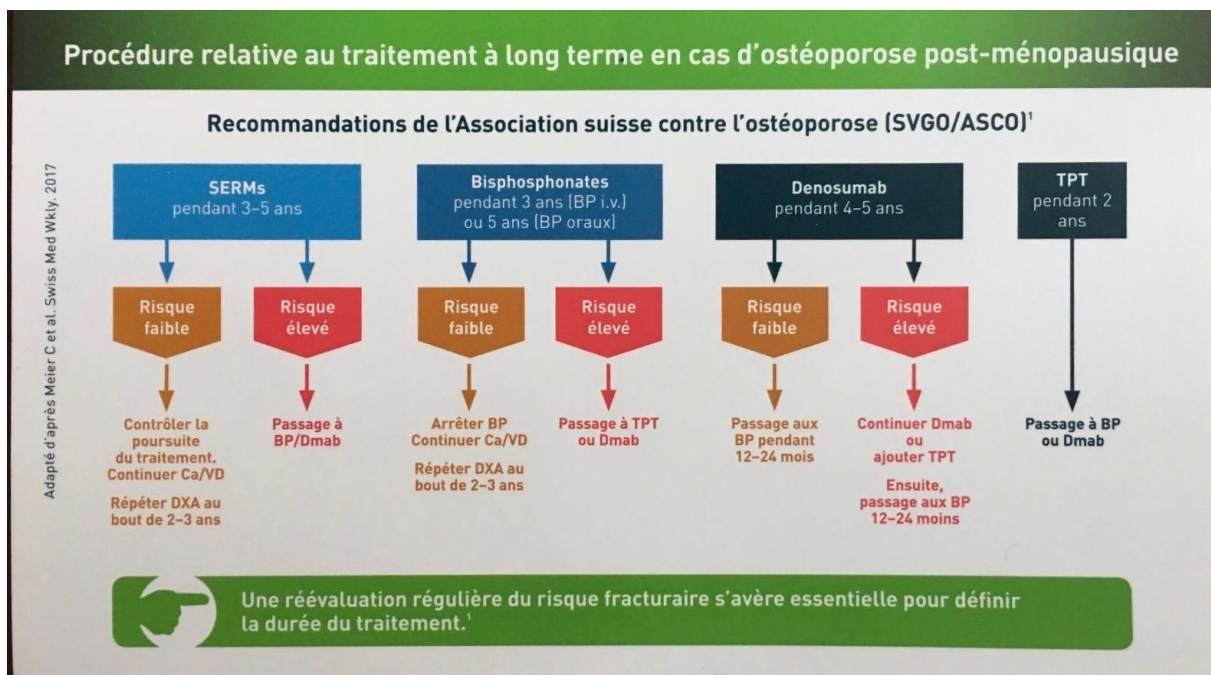 Procédure relative au traitement à long terme en cas d'ostéoporose post-ménopausique
Recommandations de l'Association suisse contre l'ostéoporose (SVGO/ASCO)¹
Adapté d'après Meier C et al. Swiss Med Wkly. 2017
SERMs
pendant 3–5 ans
Risque
faible
Contrôler la
poursuite
du traitement.
Continuer Ca/VD
Répéter DXA au
bout de 2–3 ans
Risque
élevé
Passage à
BP/Dmab
Bisphosphonates
pendant 3 ans (BP i.v.)
ou 5 ans (BP oraux)
Risque
faible
Arrêter BP
Continuer Ca/VD
Répéter DXA au
bout de 2–3 ans
Risque
élevé
Passage à TPT
ou Dmab
Denosumab
pendant 4–5 ans
Risque
faible
Passage aux
BP pendant
12–24 mois
Risque
élevé
Continuer Dmab
ou
ajouter TPT
Ensuite,
passage aux BP
12–24 moins
TPT
pendant 2
ans
Passage à BP
ou Dmab
Une réévaluation régulière du risque fracturaire s'avère essentielle pour définir
la durée du traitement.¹